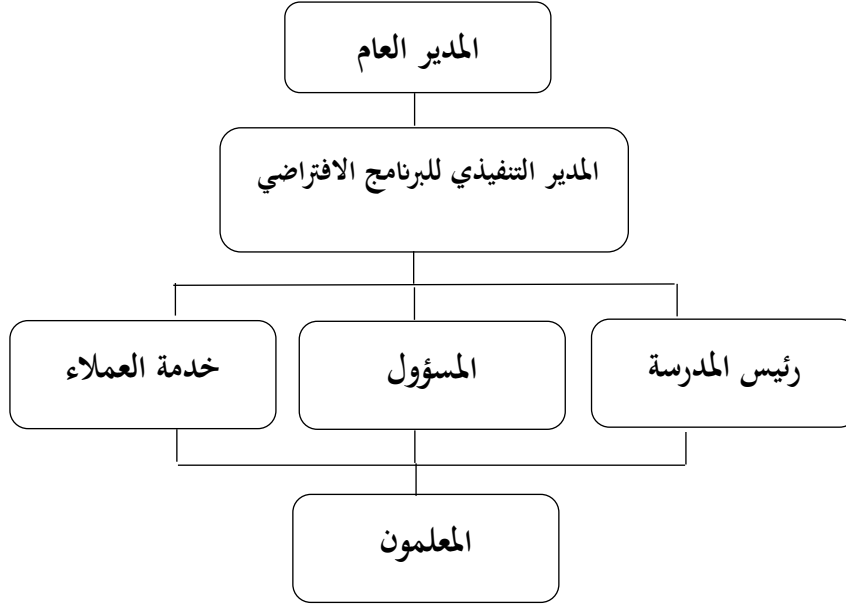 المدير العام
المدير التنفيذي للبرنامج الافتراضي
رئيس المدرسة
المسؤول
خدمة العملاء
المعلمون